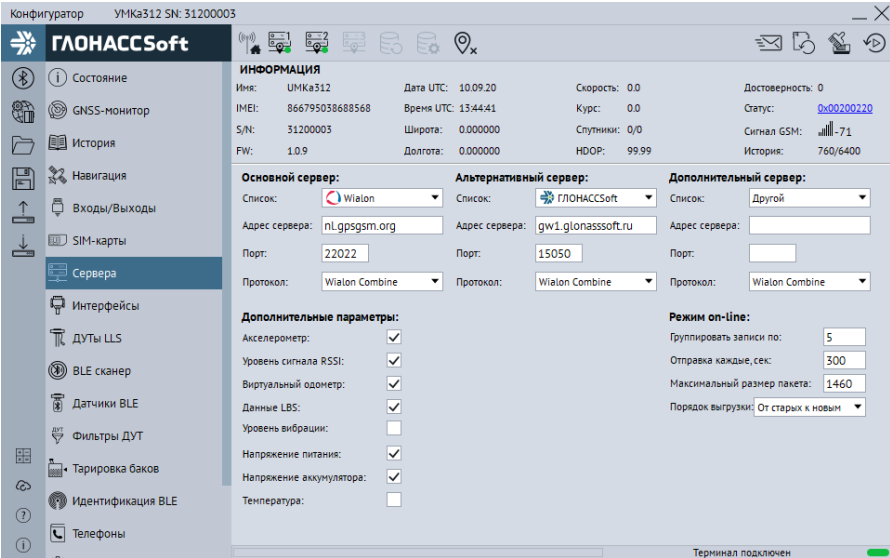 Конфигуратор УМКа312 SN: 31200003
ГЛОНАССSoft
1 2
ИНФОРМАЦИЯ
Имя: UMKa312 Дата UTC: 10.09.20 Скорость: 0.0 Достоверность: 0
IMEI: 866795038688568 Время UTC: 13:44:41 Курс: 0.0 Статус: 0x00200220
S/N: 31200003 Широта: 0.000000 Спутники: 0/0 Сигнал GSM: -71
FW: 1.0.9 Долгота: 0.000000 HDOP: 99.99 История: 760/6400
Состояние
GNSS-монитор
История
Навигация
Входы/Выходы
SIM-карты
Сервера
Интерфейсы
ДУТы LLS
BLE сканер
Датчики BLE
Фильтры ДУТ
Тарировка баков
Идентификация BLE
Телефоны
Основной сервер: Альтернативный сервер: Дополнительный сервер:
Список: Wialon Список: ГЛОНАССSoft Список: Другой
Адрес сервера: nl.gpsgsm.org Адрес сервера: gw1.glonasssoft.ru Адрес сервера:
Порт: 22022 Порт: 15050 Порт:
Протокол: Wialon Combine Протокол: Wialon Combine Протокол: Wialon Combine
Дополнительные параметры: Режим on-line:
Акселерометр: Группировать записи по: 5
Уровень сигнала RSSI: Отправка каждые,сек: 300
Виртуальный одометр: Максимальный размер пакета: 1460
Данные LBS: Порядок выгрузки: От старых к новым
Уровень вибрации:
Напряжение питания:
Напряжение аккумулятора:
Температура:
Терминал подключен